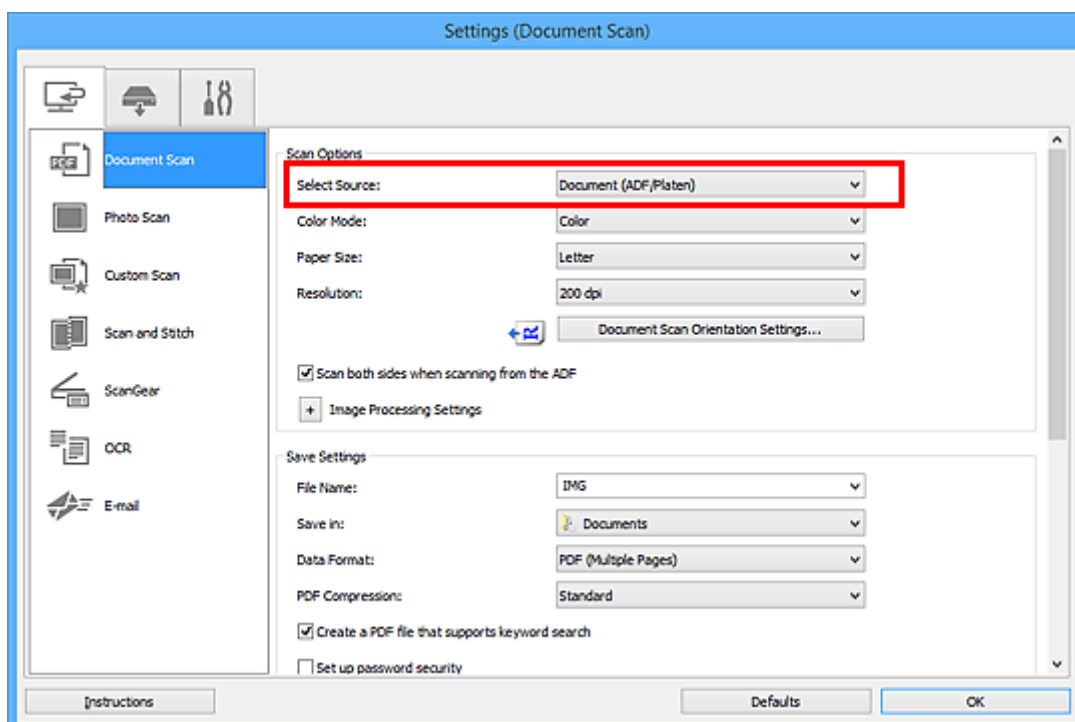 Settings (Document Scan)
PDF
Document Scan
Photo Scan
Custom Scan
Scan and Stitch
ScanGear
OCR
E-mail
Scan Options
Select Source: Document (ADF/Platen)
Color Mode: Color
Paper Size: Letter
Resolution: 200 dpi
R Document Scan Orientation Settings...
Scan both sides when scanning from the ADF
+ Image Processing Settings
Save Settings
File Name: IMG
Save in: Documents
Data Format: PDF (Multiple Pages)
PDF Compression: Standard
Create a PDF file that supports keyword search
Set up password security
Instructions Defaults OK